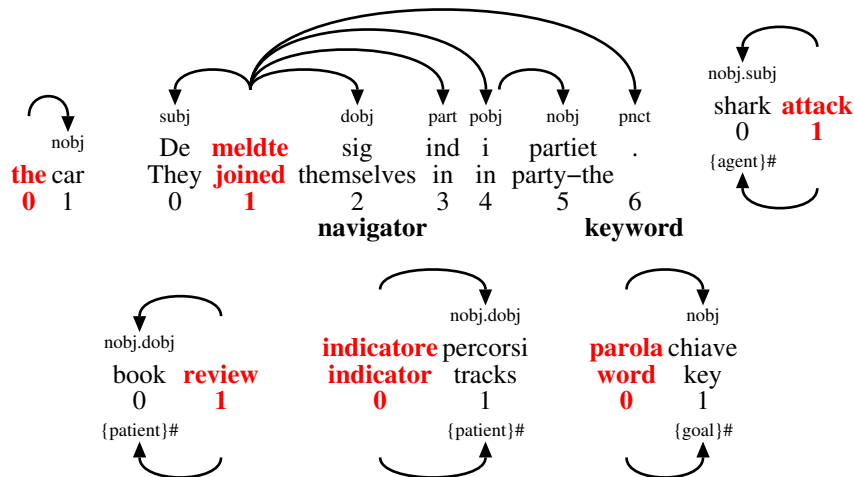 nobj
the car
0 1
subj dobj part pobj nobj pnct
De meldte sig ind i partiet .
They joined themselves in in party−the
0 1 2 3 4 5 6
navigator keyword
nobj.subj
shark attack
0 1
{agent}#
nobj.dobj
book review
0 1
{patient}#
nobj.dobj
indicatore percorsi
indicator tracks
0 1
{patient}#
nobj
parola chiave
word key
0 1
{goal}#